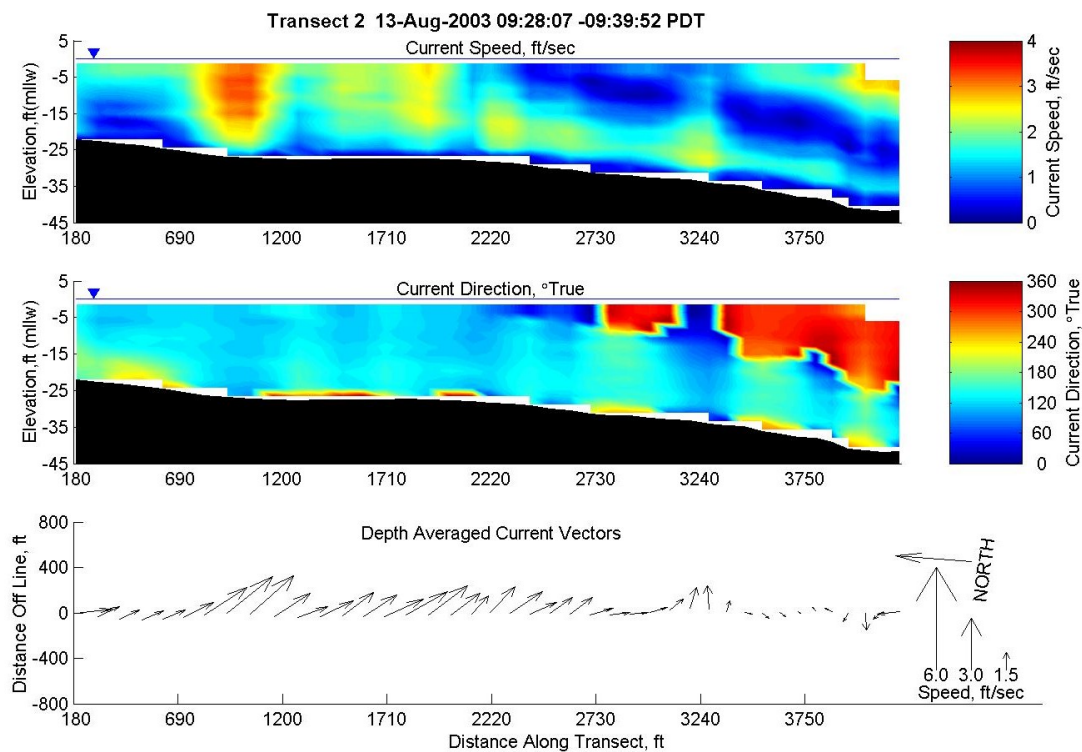 Transect 2 13-Aug-2003 09:28:07 -09:39:52 PDT
Current Speed, ft/sec
Elevation,ft(mllw)
5
-5
-15
-25
-35
-45
180 690 1200 1710 2220 2730 3240 3750
4
3
2
1
0
Current Speed, ft/sec
Current Direction, °True
Elevation,ft (mllw)
5
-5
-15
-25
-35
-45
180 690 1200 1710 2220 2730 3240 3750
360
300
240
180
120
60
0
Current Direction, °True
Depth Averaged Current Vectors
Distance Off Line, ft
800
400
0
-400
-800
180 690 1200 1710 2220 2730 3240 3750
Distance Along Transect, ft
NORTH
6.0 3.0 1.5
Speed, ft/sec